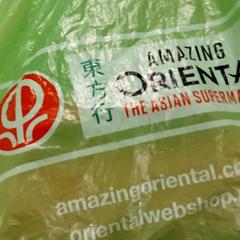 東方行
AMAZING
ORIENTA
THE ASIAN SUPERMA
amazingoriental.co
orientalwebshop.